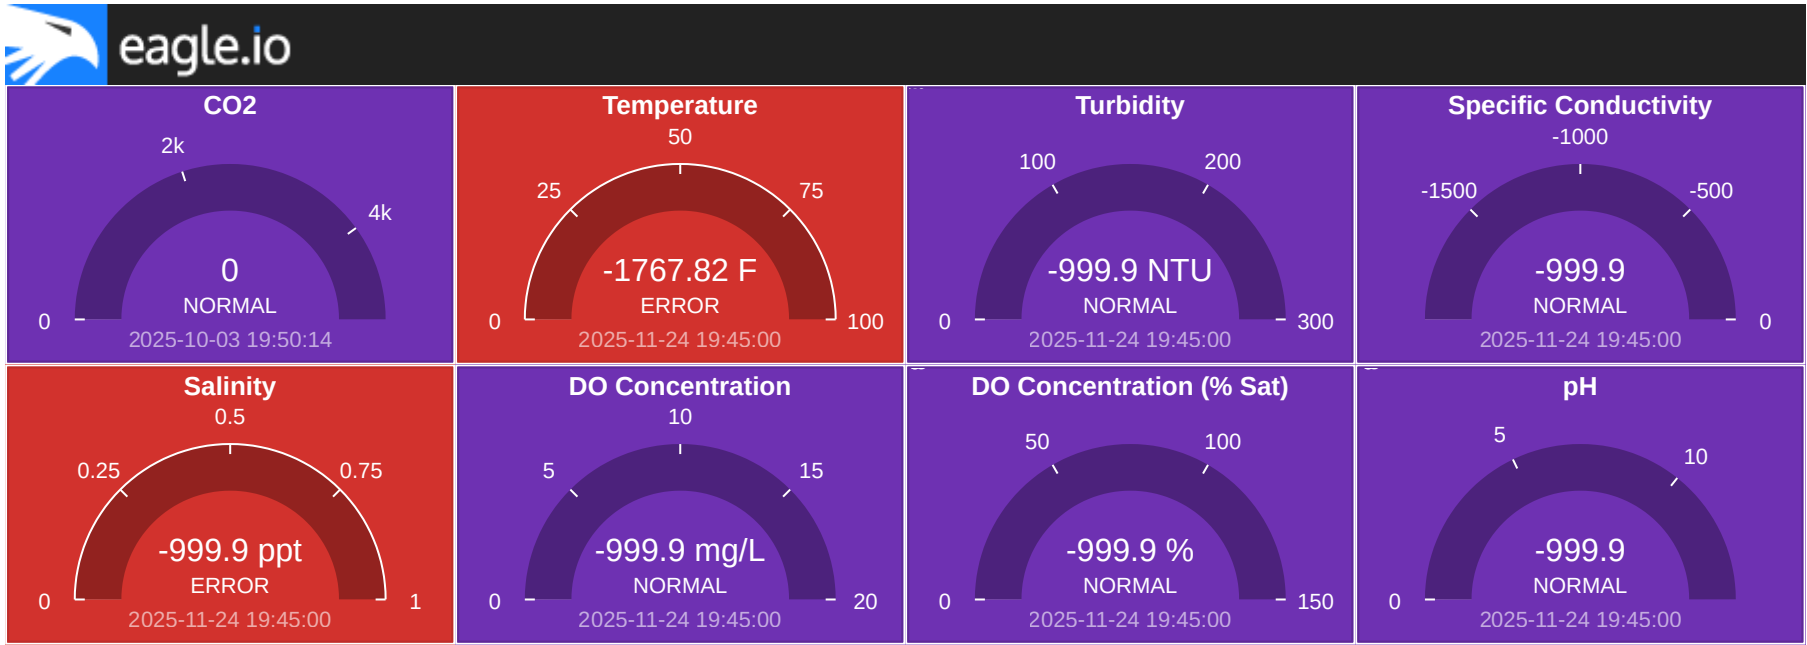 eagle.io
CO2
2k
4k
0
NORMAL
0
2025-10-03 19:50:14
Temperature
50
25
75
-1767.82 F
ERROR
0
100
2025-11-24 19:45:00
Turbidity
100
200
-999.9 NTU
NORMAL
0
300
2025-11-24 19:45:00
Specific Conductivity
-1000
-1500
-500
-999.9
NORMAL
0
2025-11-24 19:45:00
Salinity
0.5
0.25
0.75
-999.9 ppt
ERROR
0
1
2025-11-24 19:45:00
DO Concentration
10
5
15
-999.9 mg/L
NORMAL
0
20
2025-11-24 19:45:00
DO Concentration (% Sat)
50
100
-999.9 %
NORMAL
0
150
2025-11-24 19:45:00
pH
5
10
-999.9
NORMAL
0
2025-11-24 19:45:00